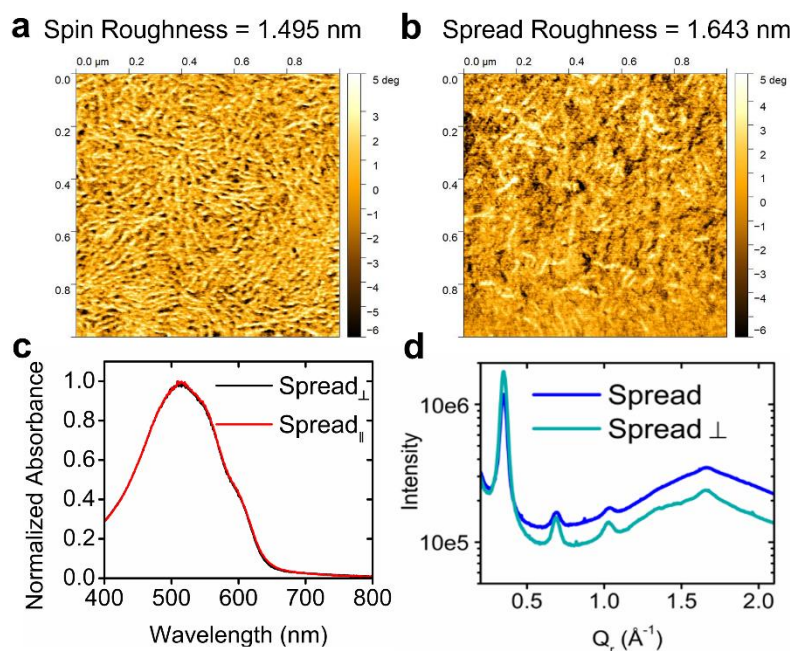 a Spin Roughness = 1.495 nm
0.0 µm 0.2 0.4 0.6 0.8
0.0
0.2
0.4
0.6
0.8
5 deg
3
2
1
0
−1
−2
−3
−4
−6
b Spread Roughness = 1.643 nm
0.0 µm 0.2 0.4 0.6 0.8
0.0
0.2
0.4
0.6
0.8
5 deg
4
3
2
1
0
−1
−2
−3
−4
−6
c
Normalized Absorbance
1.0
0.8
0.6
0.4
0.2
0.0
Spread⊥
Spread∥
400 500 600 700 800
Wavelength (nm)
d
Intensity
10e6
10e5
Spread
Spread ⊥
0.5 1.0 1.5 2.0
Qr (Å⁻¹)